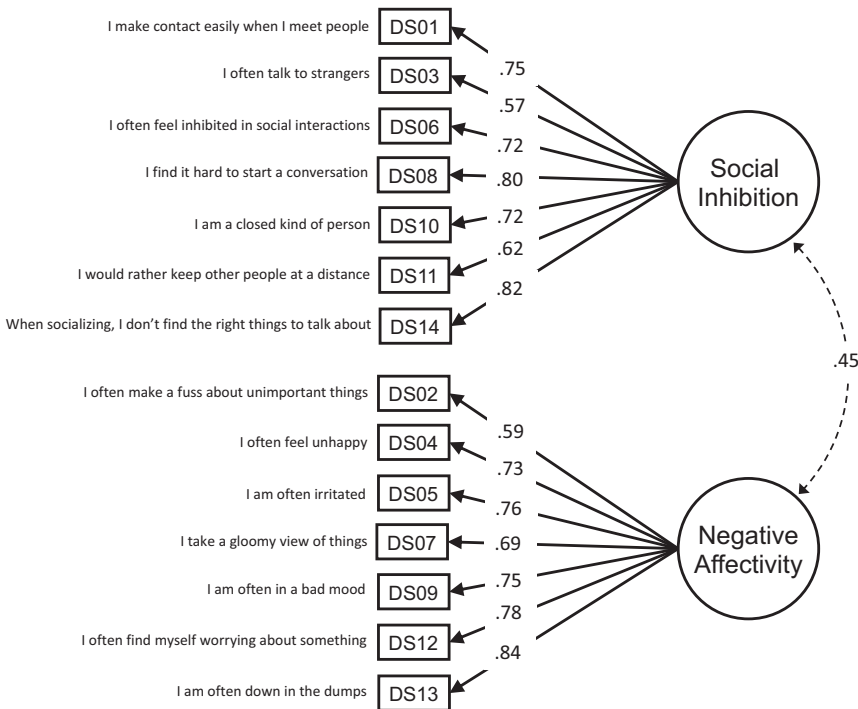 I make contact easily when I meet people DS01
.75
I often talk to strangers DS03
.57
I often feel inhibited in social interactions DS06
.72
I find it hard to start a conversation DS08
.80
I am a closed kind of person DS10
.72
I would rather keep other people at a distance DS11
.62
When socializing, I don’t find the right things to talk about DS14
.82
Social
Inhibition
.45
I often make a fuss about unimportant things DS02
.59
I often feel unhappy DS04
.73
I am often irritated DS05
.76
I take a gloomy view of things DS07
.69
I am often in a bad mood DS09
.75
I often find myself worrying about something DS12
.78
I am often down in the dumps DS13
.84
Negative
Affectivity